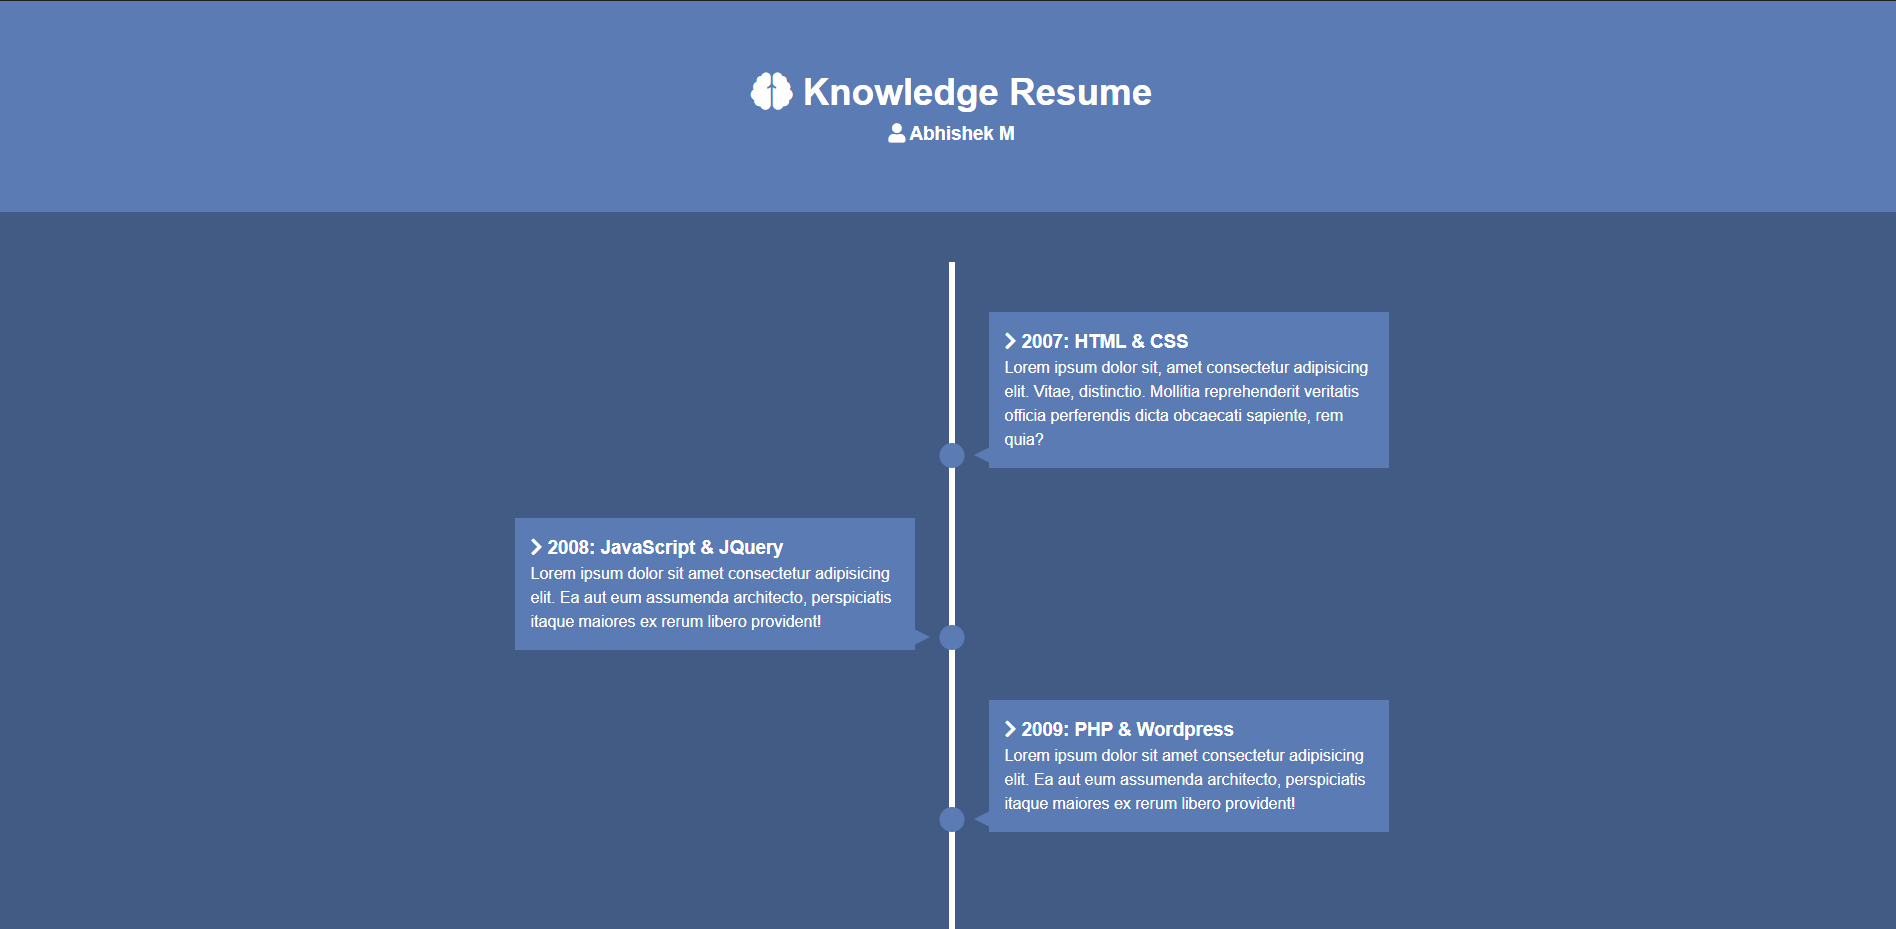 Knowledge Resume
Abhishek M
2007: HTML & CSS
Lorem ipsum dolor sit, amet consectetur adipisicing
elit. Vitae, distinctio. Mollitia reprehenderit veritatis
officia perferendis dicta obcaecati sapiente, rem
quia?
2008: JavaScript & JQuery
Lorem ipsum dolor sit amet consectetur adipisicing
elit. Ea aut eum assumenda architecto, perspiciatis
itaque maiores ex rerum libero provident!
2009: PHP & Wordpress
Lorem ipsum dolor sit amet consectetur adipisicing
elit. Ea aut eum assumenda architecto, perspiciatis
itaque maiores ex rerum libero provident!